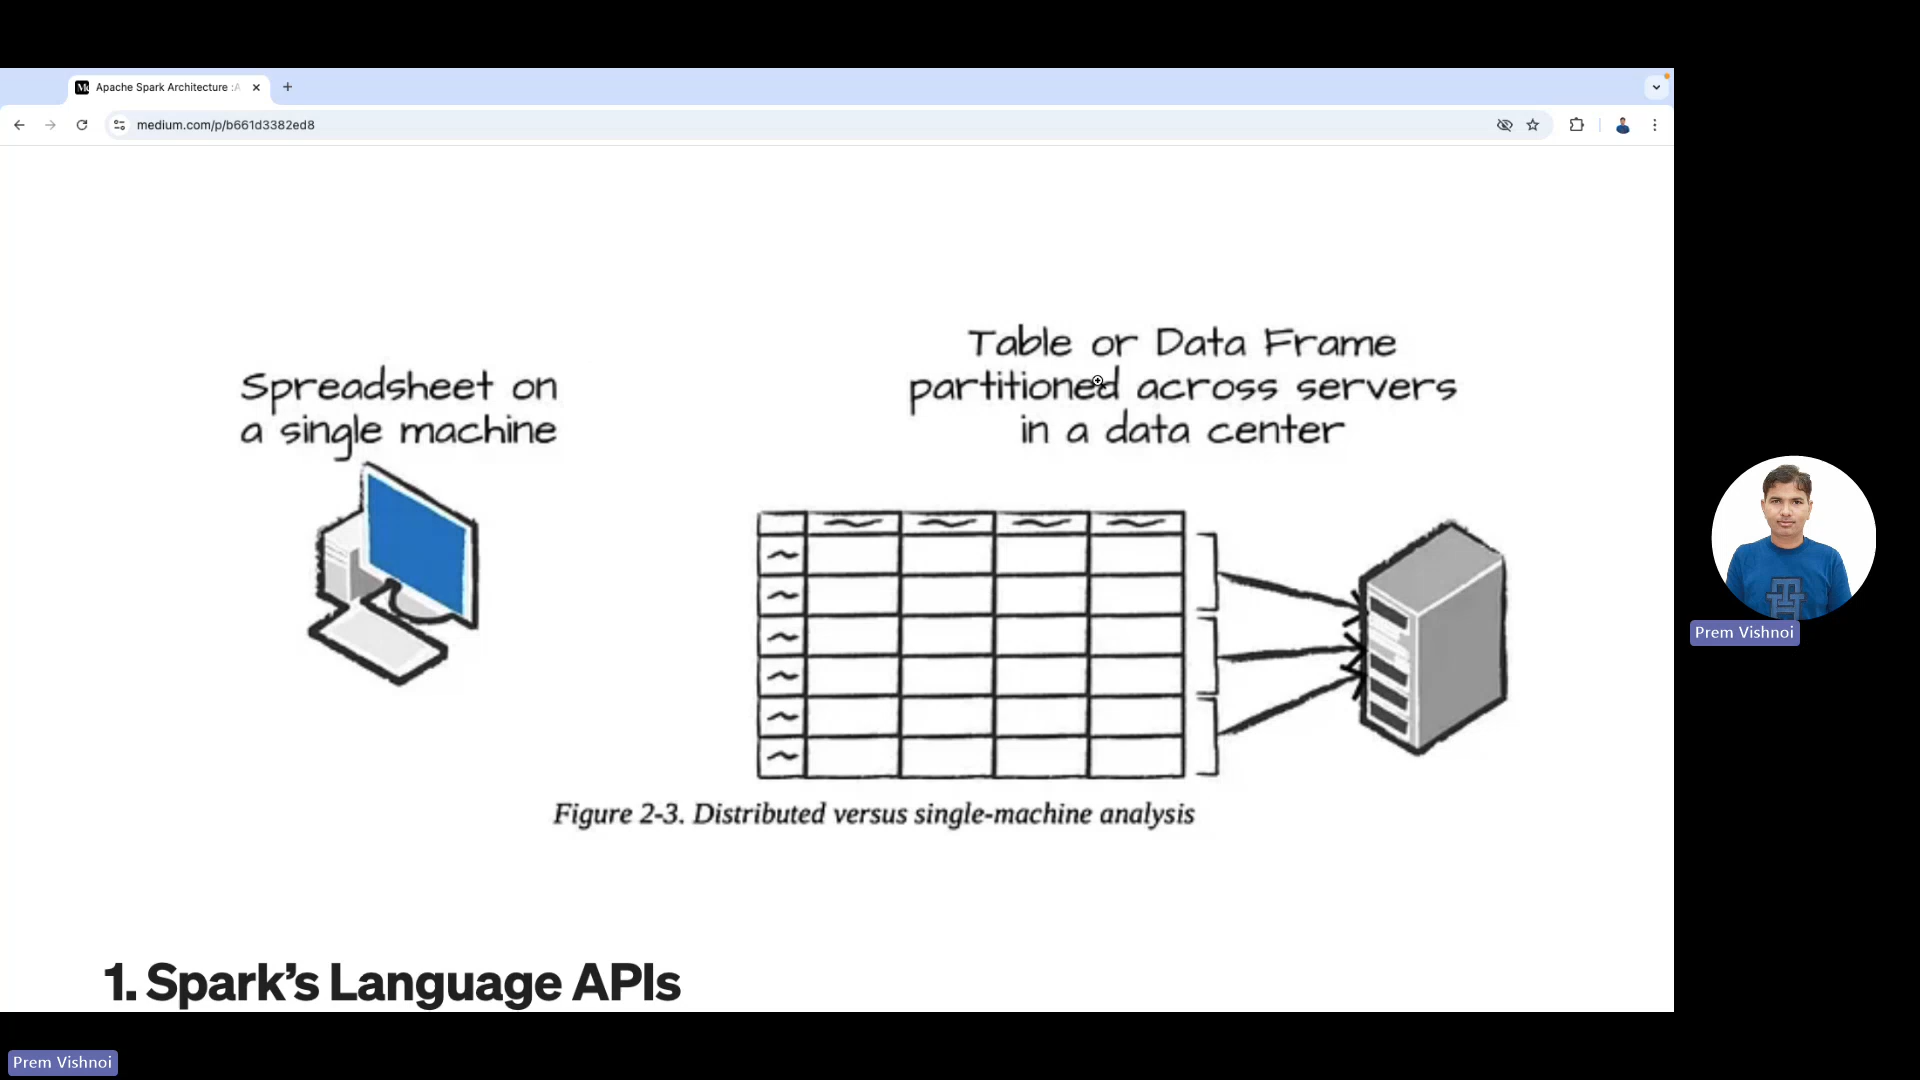 Apache Spark Architecture :A
medium.com/p/b661d3382ed8
Spreadsheet on
a single machine
Table or Data Frame
partitioned across servers
in a data center
Figure 2-3. Distributed versus single-machine analysis
1. Spark’s Language APIs
Prem Vishnoi
Prem Vishnoi